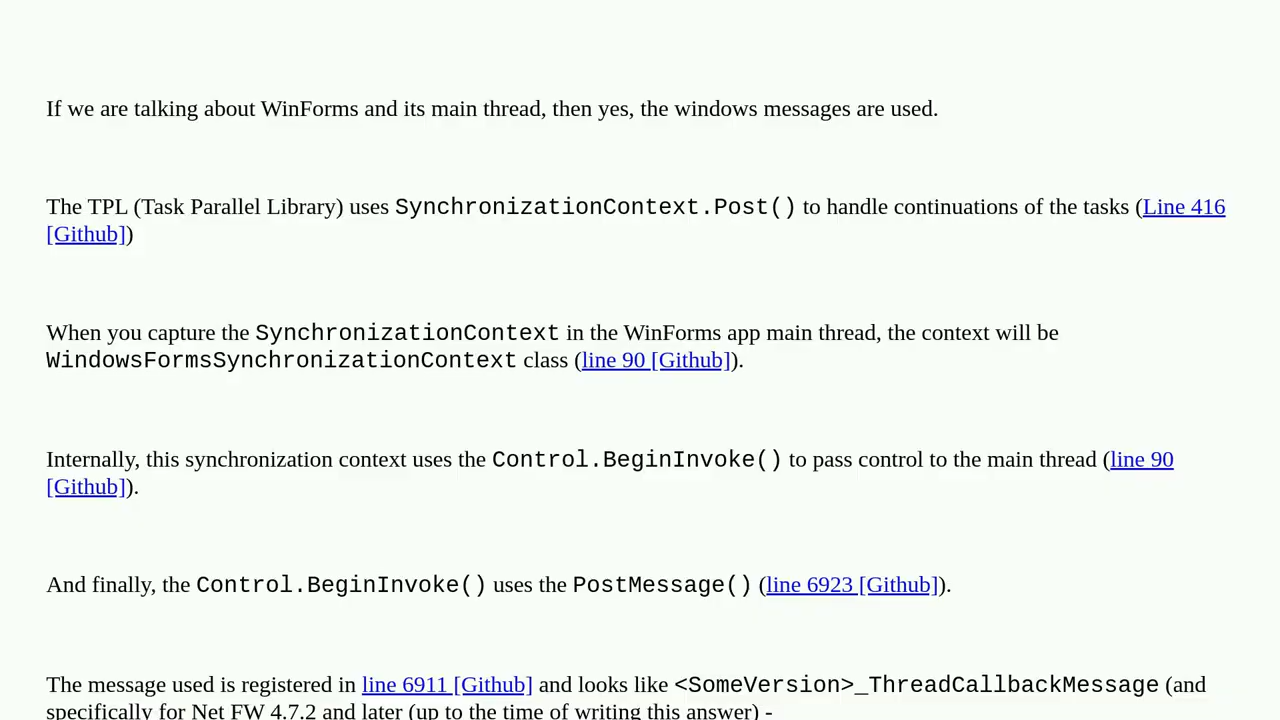 If we are talking about WinForms and its main thread, then yes, the windows messages are used.
The TPL (Task Parallel Library) uses SynchronizationContext.Post() to handle continuations of the tasks (Line 416
[Github])
When you capture the SynchronizationContext in the WinForms app main thread, the context will be
WindowsFormsSynchronizationContext class (line 90 [Github]).
Internally, this synchronization context uses the Control.BeginInvoke() to pass control to the main thread (line 90
[Github]).
And finally, the Control.BeginInvoke() uses the PostMessage() (line 6923 [Github]).
The message used is registered in line 6911 [Github] and looks like <SomeVersion>_ThreadCallbackMessage (and
specifically for Net FW 4.7.2 and later (up to the time of writing this answer) -